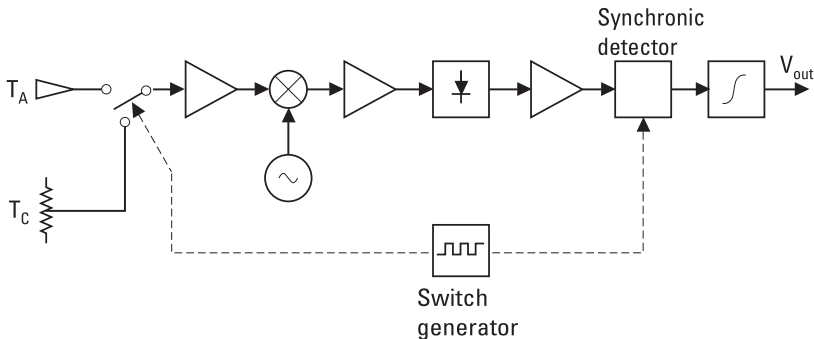 Synchronic
detector
T_A
V_out
T_C
Switch
generator